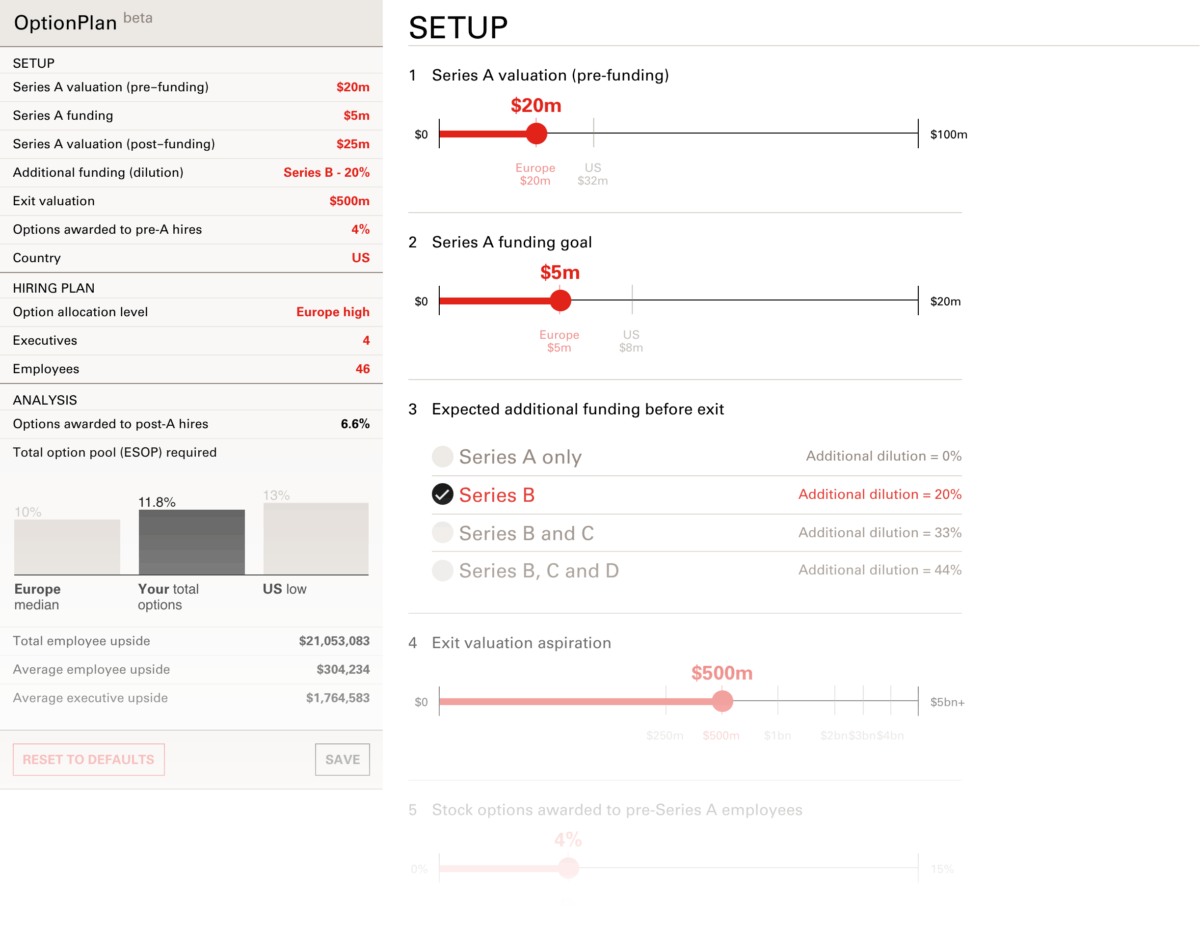 OptionPlan beta
SETUP
Series A valuation (pre–funding) $20m
Series A funding $5m
Series A valuation (post–funding) $25m
Additional funding (dilution) Series B - 20%
Exit valuation $500m
Options awarded to pre-A hires 4%
Country US
HIRING PLAN
Option allocation level Europe high
Executives 4
Employees 46
ANALYSIS
Options awarded to post-A hires 6.6%
Total option pool (ESOP) required
10% 11.8% 13%
Europe median
Your total options
US low
Total employee upside $21,053,083
Average employee upside $304,234
Average executive upside $1,764,583
RESET TO DEFAULTS SAVE
SETUP
1 Series A valuation (pre-funding)
$20m
$0 $100m
Europe US
$20m $32m
2 Series A funding goal
$5m
$0 $20m
Europe US
$5m $8m
3 Expected additional funding before exit
Series A only Additional dilution = 0%
Series B Additional dilution = 20%
Series B and C Additional dilution = 33%
Series B, C and D Additional dilution = 44%
4 Exit valuation aspiration
$500m
$0 $5bn+
$250m $500m $1bn $2bn $3bn $4bn
5 Stock options awarded to pre-Series A employees
4%
0% 15%